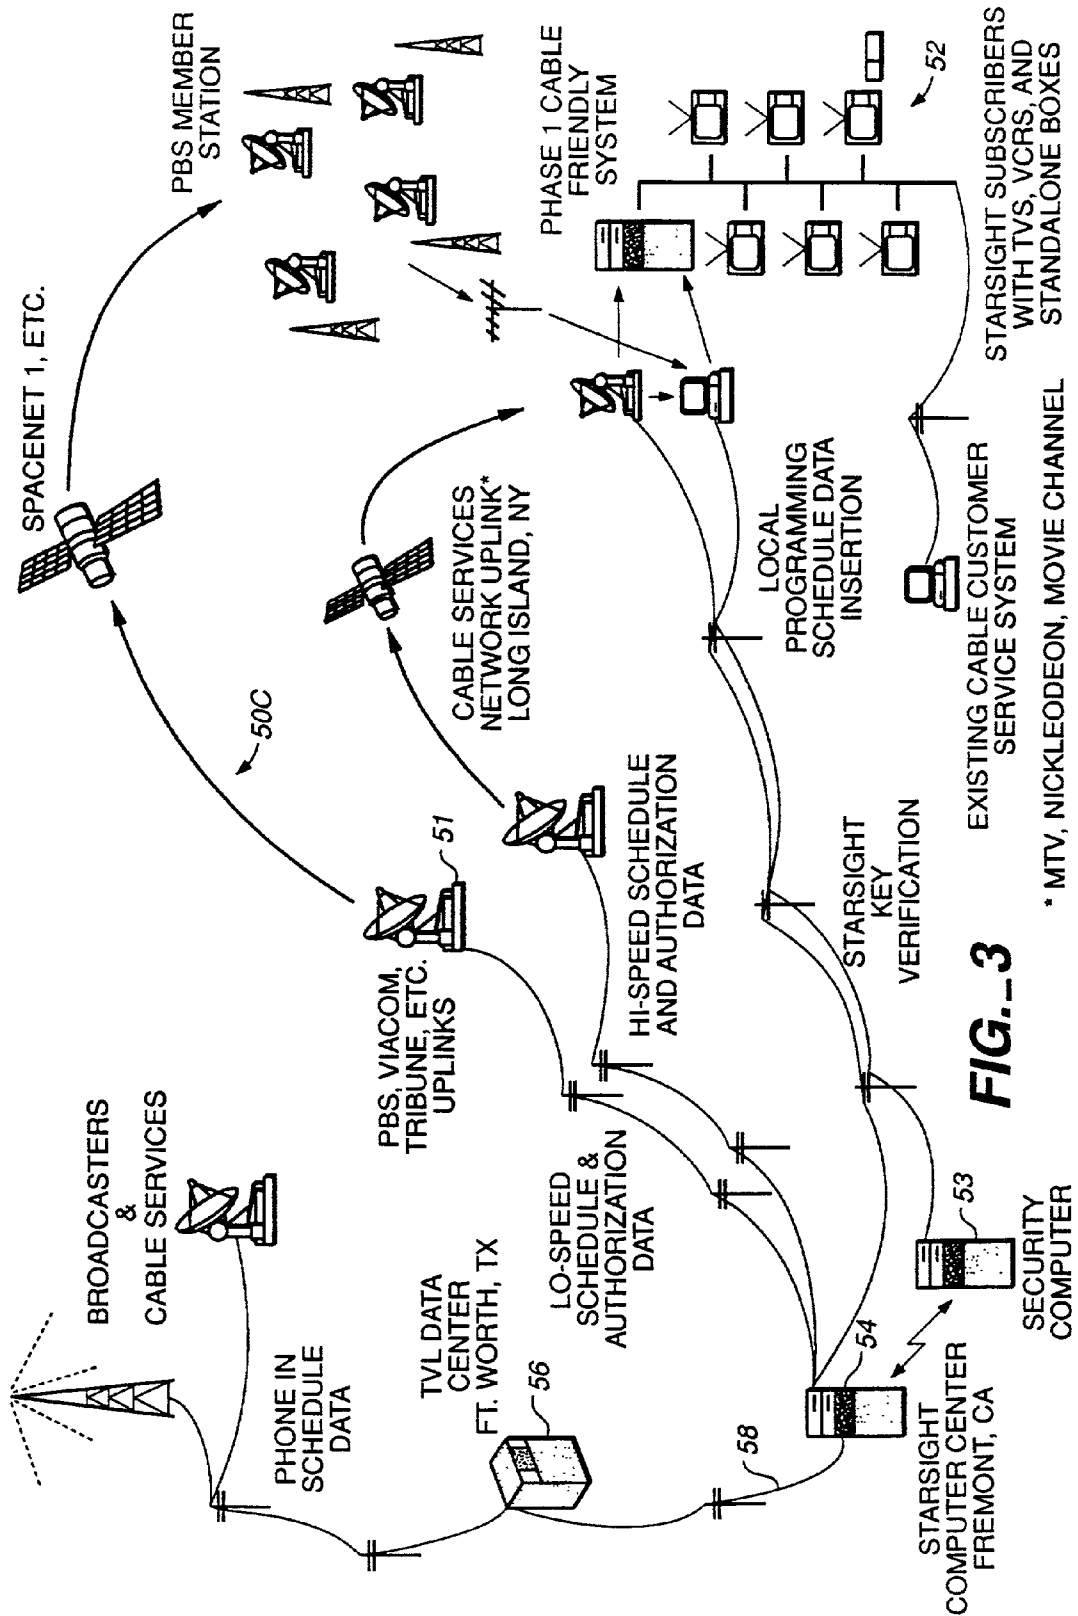 BROADCASTERS
&
CABLE SERVICES
PHONE IN
SCHEDULE
DATA
TVL DATA
CENTER
FT. WORTH, TX
56
58
STARSIGHT
COMPUTER CENTER
FREMONT, CA
54
SECURITY
COMPUTER
53
LO-SPEED
SCHEDULE &
AUTHORIZATION
DATA
PBS, VIACOM,
TRIBUNE, ETC.
UPLINKS
51
50C
HI-SPEED SCHEDULE
AND AUTHORIZATION
DATA
STARSIGHT
KEY
VERIFICATION
SPACENET 1, ETC.
CABLE SERVICES
NETWORK UPLINK*
LONG ISLAND, NY
LOCAL
PROGRAMMING
SCHEDULE DATA
INSERTION
EXISTING CABLE CUSTOMER
SERVICE SYSTEM
PBS MEMBER
STATION
PHASE 1 CABLE
FRIENDLY
SYSTEM
52
STARSIGHT SUBSCRIBERS
WITH TVS, VCRS, AND
STANDALONE BOXES
* MTV, NICKLEODEON, MOVIE CHANNEL
FIG._3